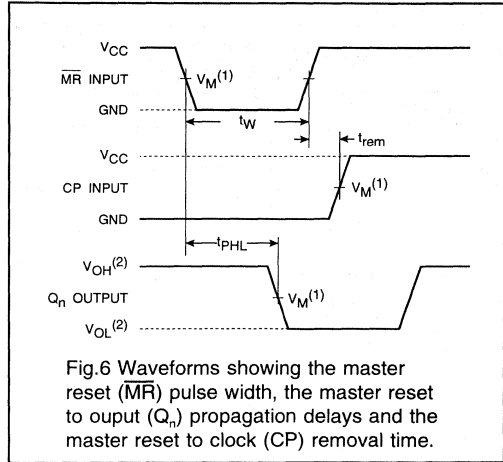 VCC
MR INPUT VM(1)
GND
tW
trem
VCC
CP INPUT VM(1)
GND
tPHL
VOH(2)
Qn OUTPUT VM(1)
VOL(2)
Fig.6 Waveforms showing the master
reset (MR) pulse width, the master reset
to ouput (Qn) propagation delays and the
master reset to clock (CP) removal time.